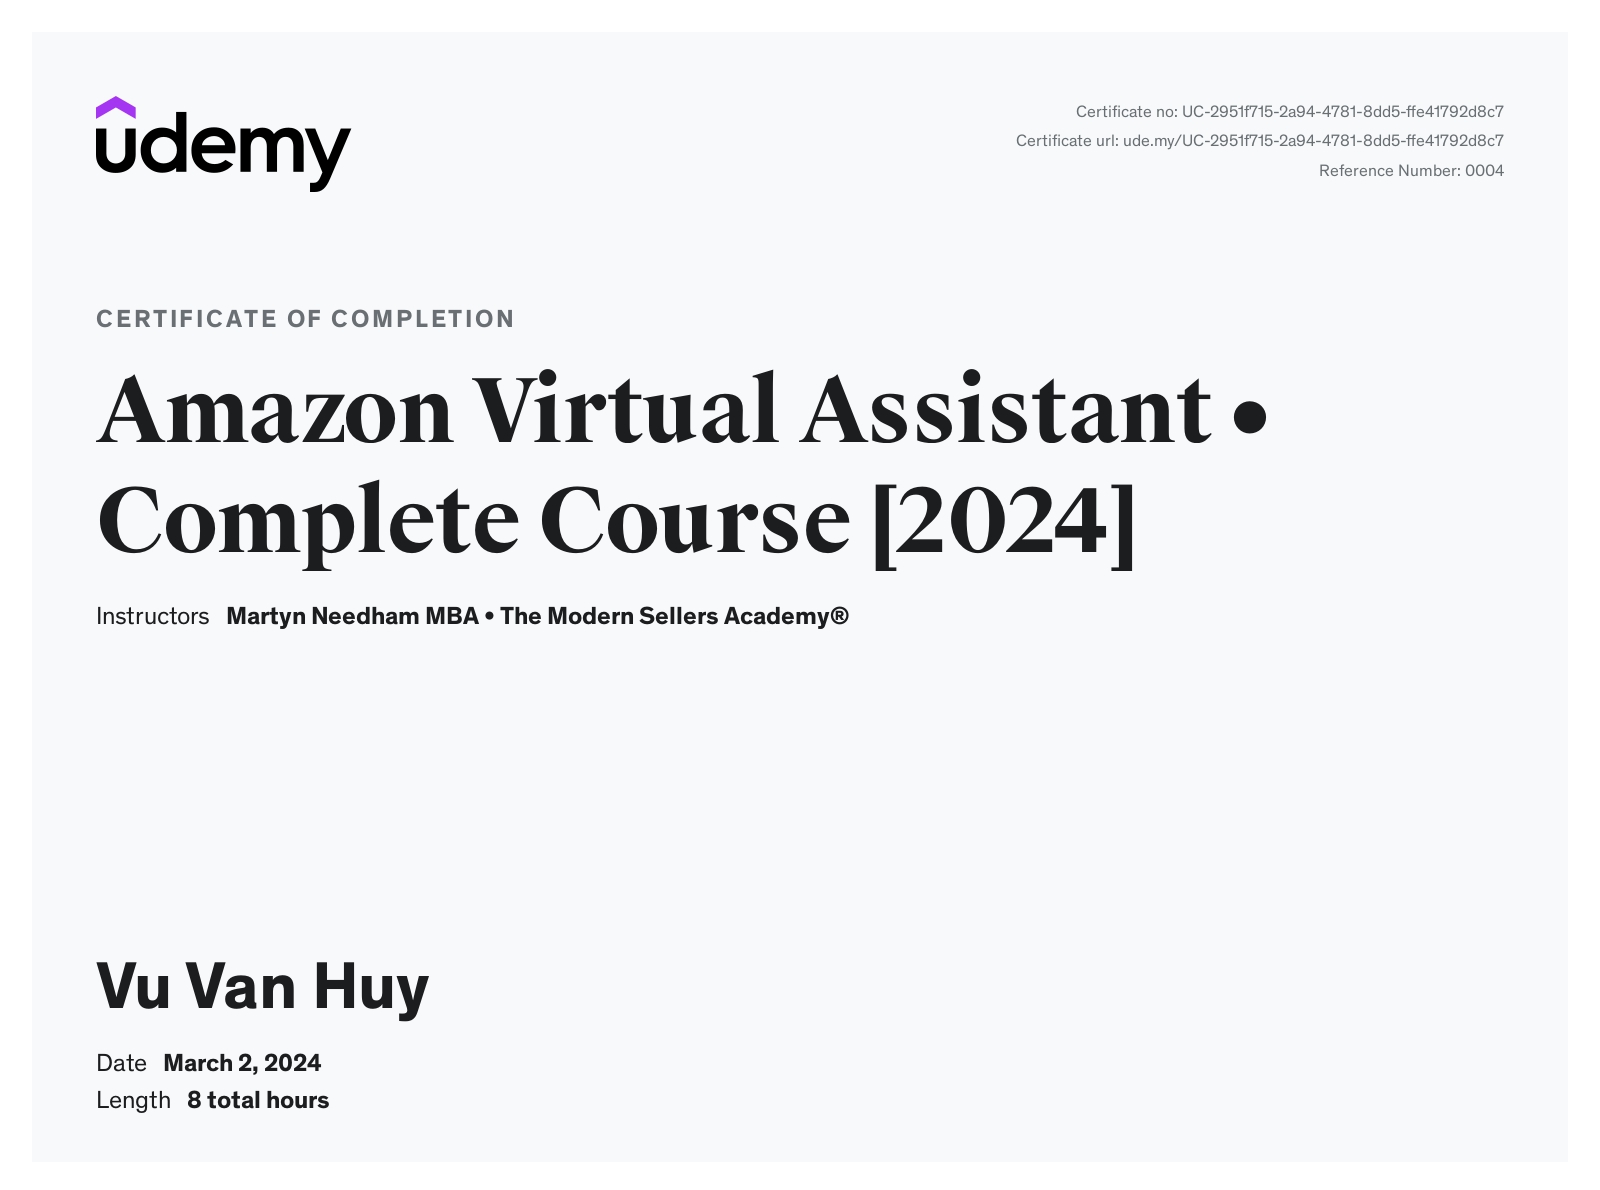 udemy
Certificate no: UC-2951f715-2a94-4781-8dd5-ffe41792d8c7
Certificate url: ude.my/UC-2951f715-2a94-4781-8dd5-ffe41792d8c7
Reference Number: 0004
CERTIFICATE OF COMPLETION
Amazon Virtual Assistant •
Complete Course [2024]
Instructors Martyn Needham MBA • The Modern Sellers Academy®
Vu Van Huy
Date March 2, 2024
Length 8 total hours